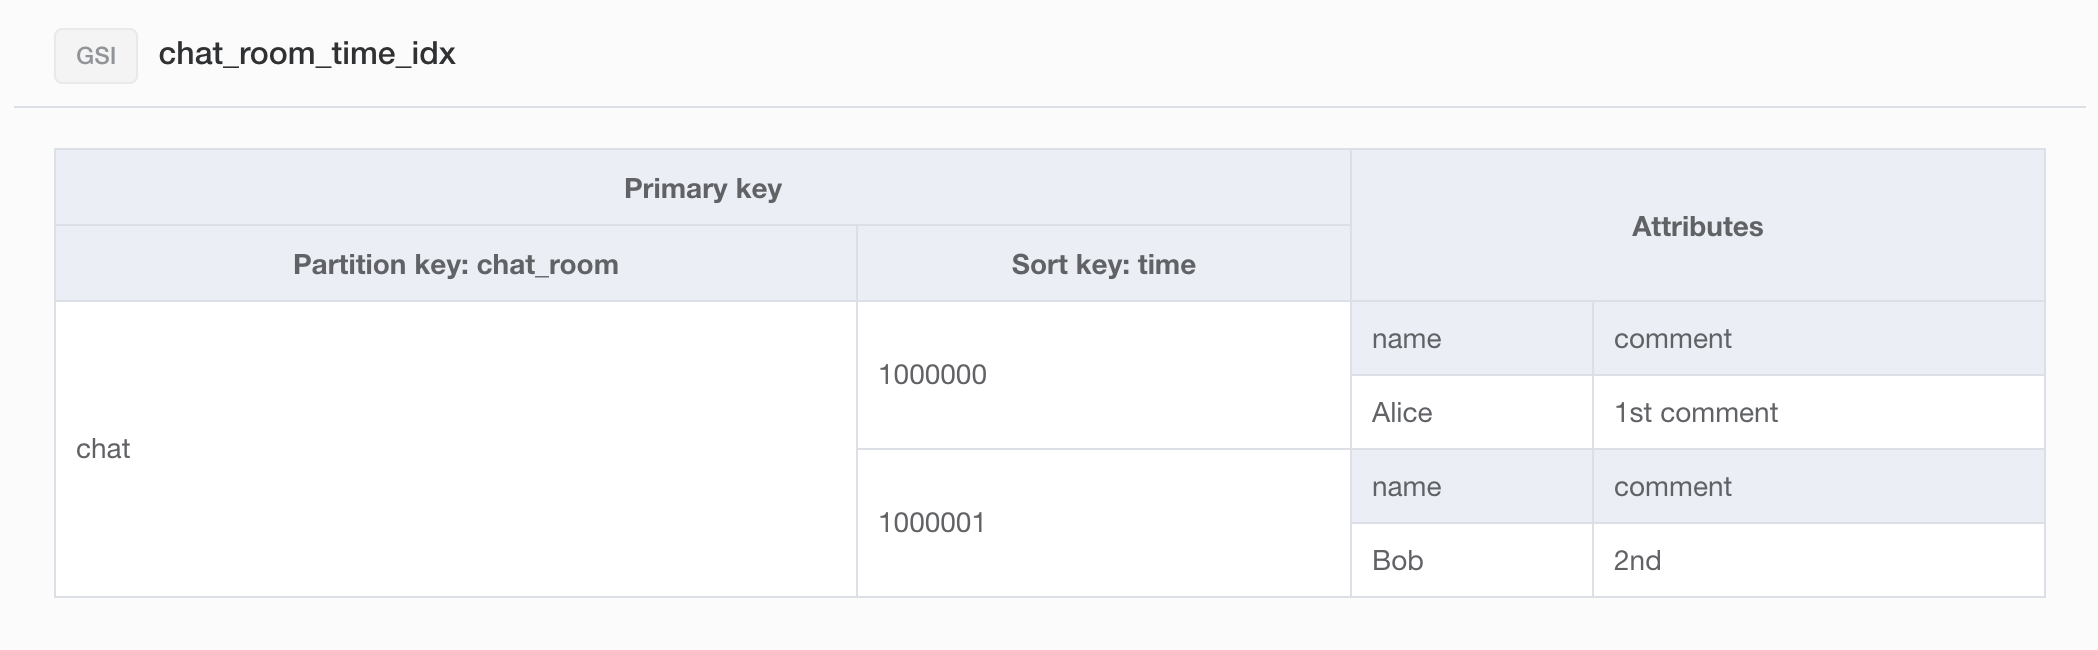 GSI chat_room_time_idx
Primary key
Attributes
Partition key: chat_room
Sort key: time
chat
1000000
name
comment
Alice
1st comment
1000001
name
comment
Bob
2nd